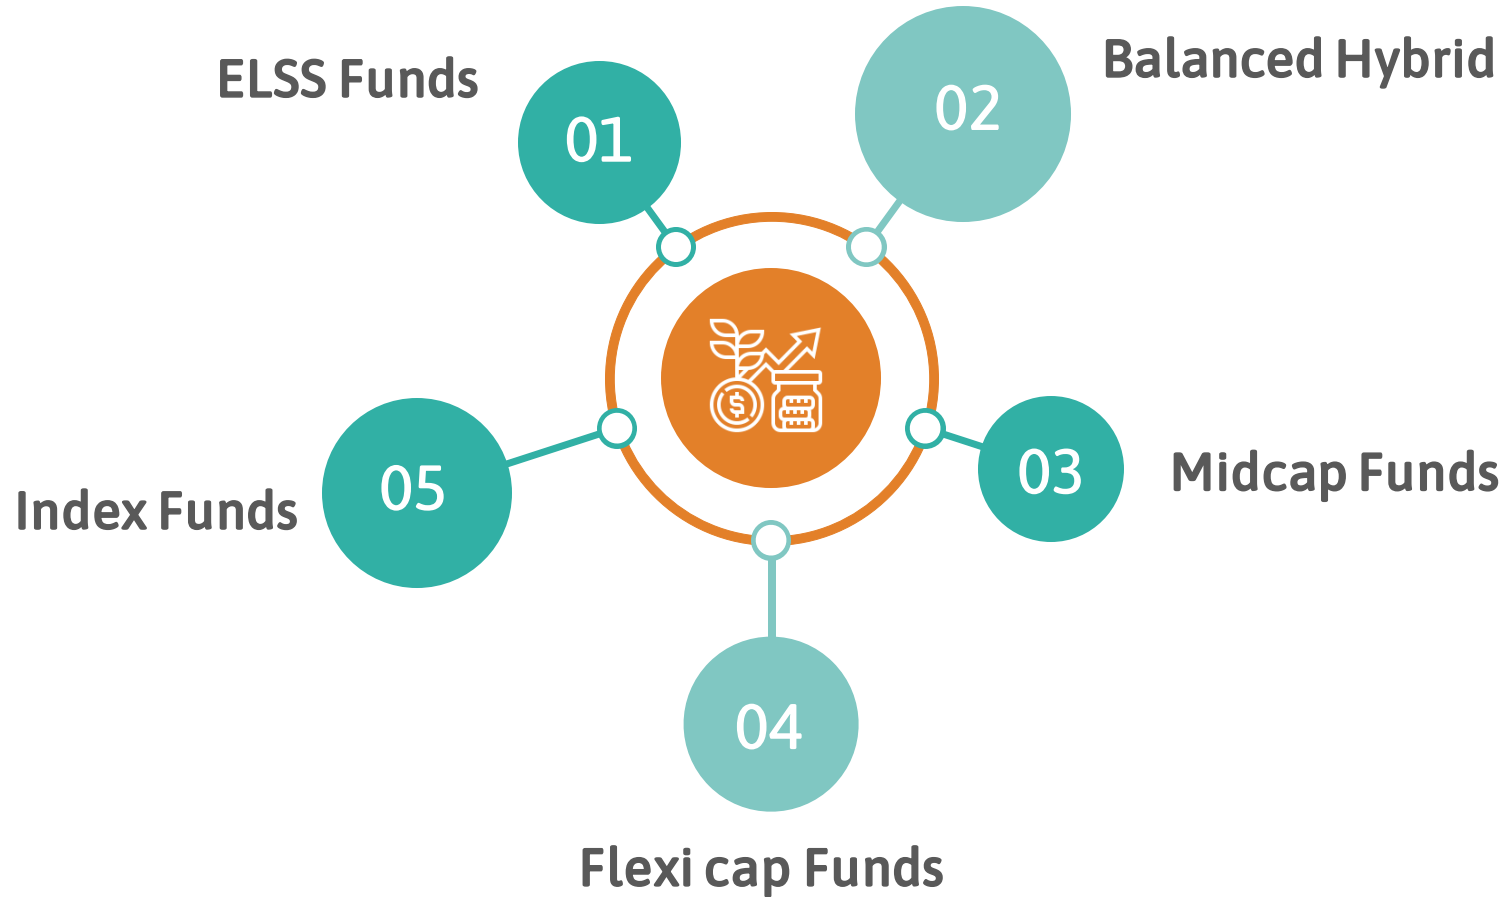 ELSS Funds
01
Balanced Hybrid
02
Midcap Funds
03
Flexi cap Funds
04
Index Funds
05
$